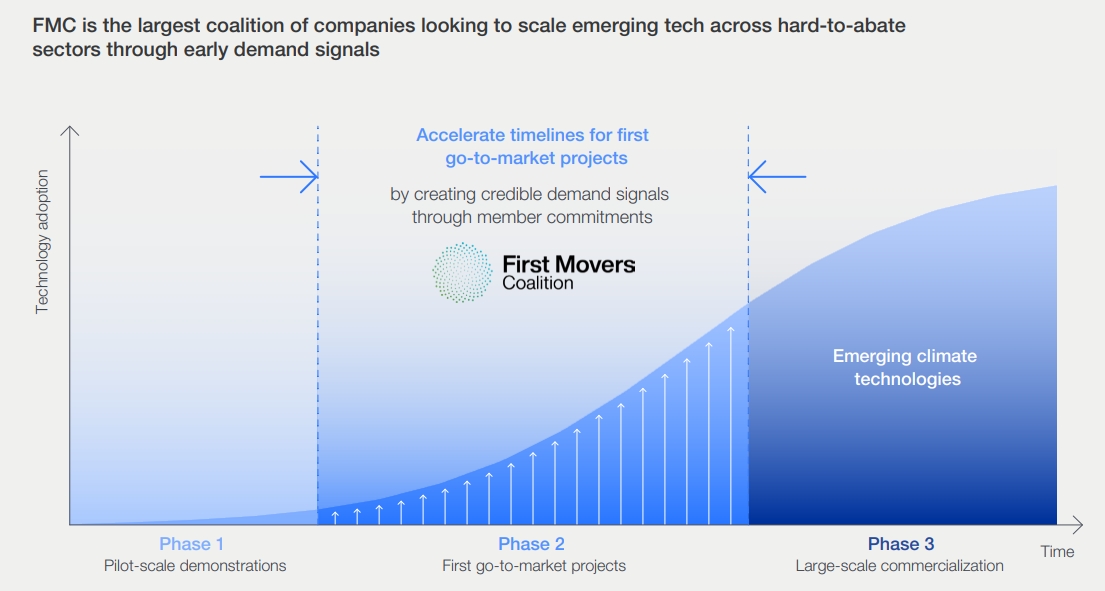 FMC is the largest coalition of companies looking to scale emerging tech across hard-to-abate
sectors through early demand signals
Technology adoption
Accelerate timelines for first
go-to-market projects
by creating credible demand signals
through member commitments
First Movers
Coalition
Emerging climate
technologies
Phase 1
Pilot-scale demonstrations
Phase 2
First go-to-market projects
Phase 3
Large-scale commercialization
Time